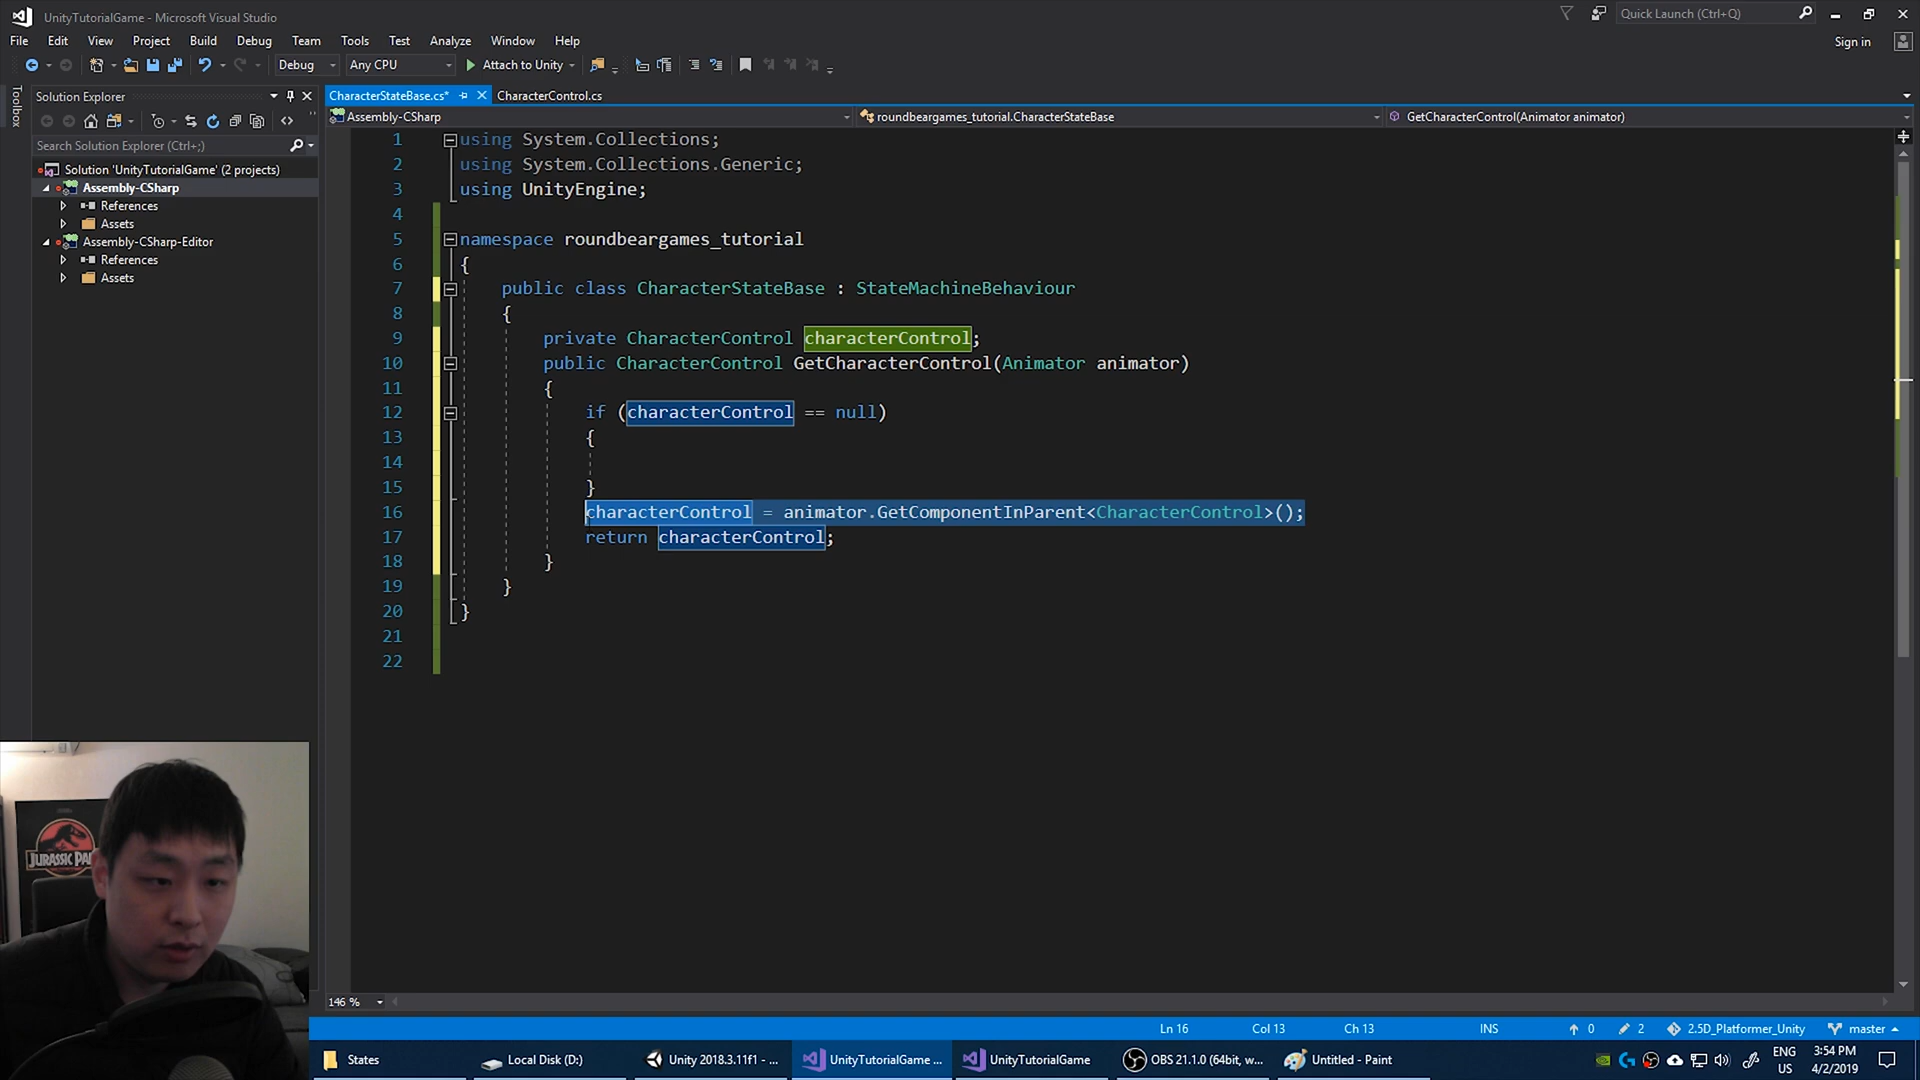 UnityTutorialGame - Microsoft Visual Studio
Quick Launch (Ctrl+Q)
File Edit View Project Build Debug Team Tools Test Analyze Window Help
Sign in
Debug Any CPU Attach to Unity
Toolbox
Solution Explorer
Search Solution Explorer (Ctrl+;)
Solution 'UnityTutorialGame' (2 projects)
Assembly-CSharp
References
Assets
Assembly-CSharp-Editor
References
Assets
CharacterStateBase.cs* CharacterControl.cs
Assembly-CSharp roundbeargames_tutorial.CharacterStateBase GetCharacterControl(Animator animator)
1 using System.Collections;
2 using System.Collections.Generic;
3 using UnityEngine;
4
5 namespace roundbeargames_tutorial
6 {
7 public class CharacterStateBase : StateMachineBehaviour
8 {
9 private CharacterControl characterControl;
10 public CharacterControl GetCharacterControl(Animator animator)
11 {
12 if (characterControl == null)
13 {
14
15 }
16 characterControl = animator.GetComponentInParent<CharacterControl>();
17 return characterControl;
18 }
19 }
20 }
21
22
JURASSIC PA
146 %
Ln 16 Col 13 Ch 13 INS 0 2 2.5D_Platformer_Unity master
States Local Disk (D:) Unity 2018.3.11f1 - ... UnityTutorialGame ... UnityTutorialGame OBS 21.1.0 (64bit, w... Untitled - Paint
ENG
US
3:54 PM
4/2/2019